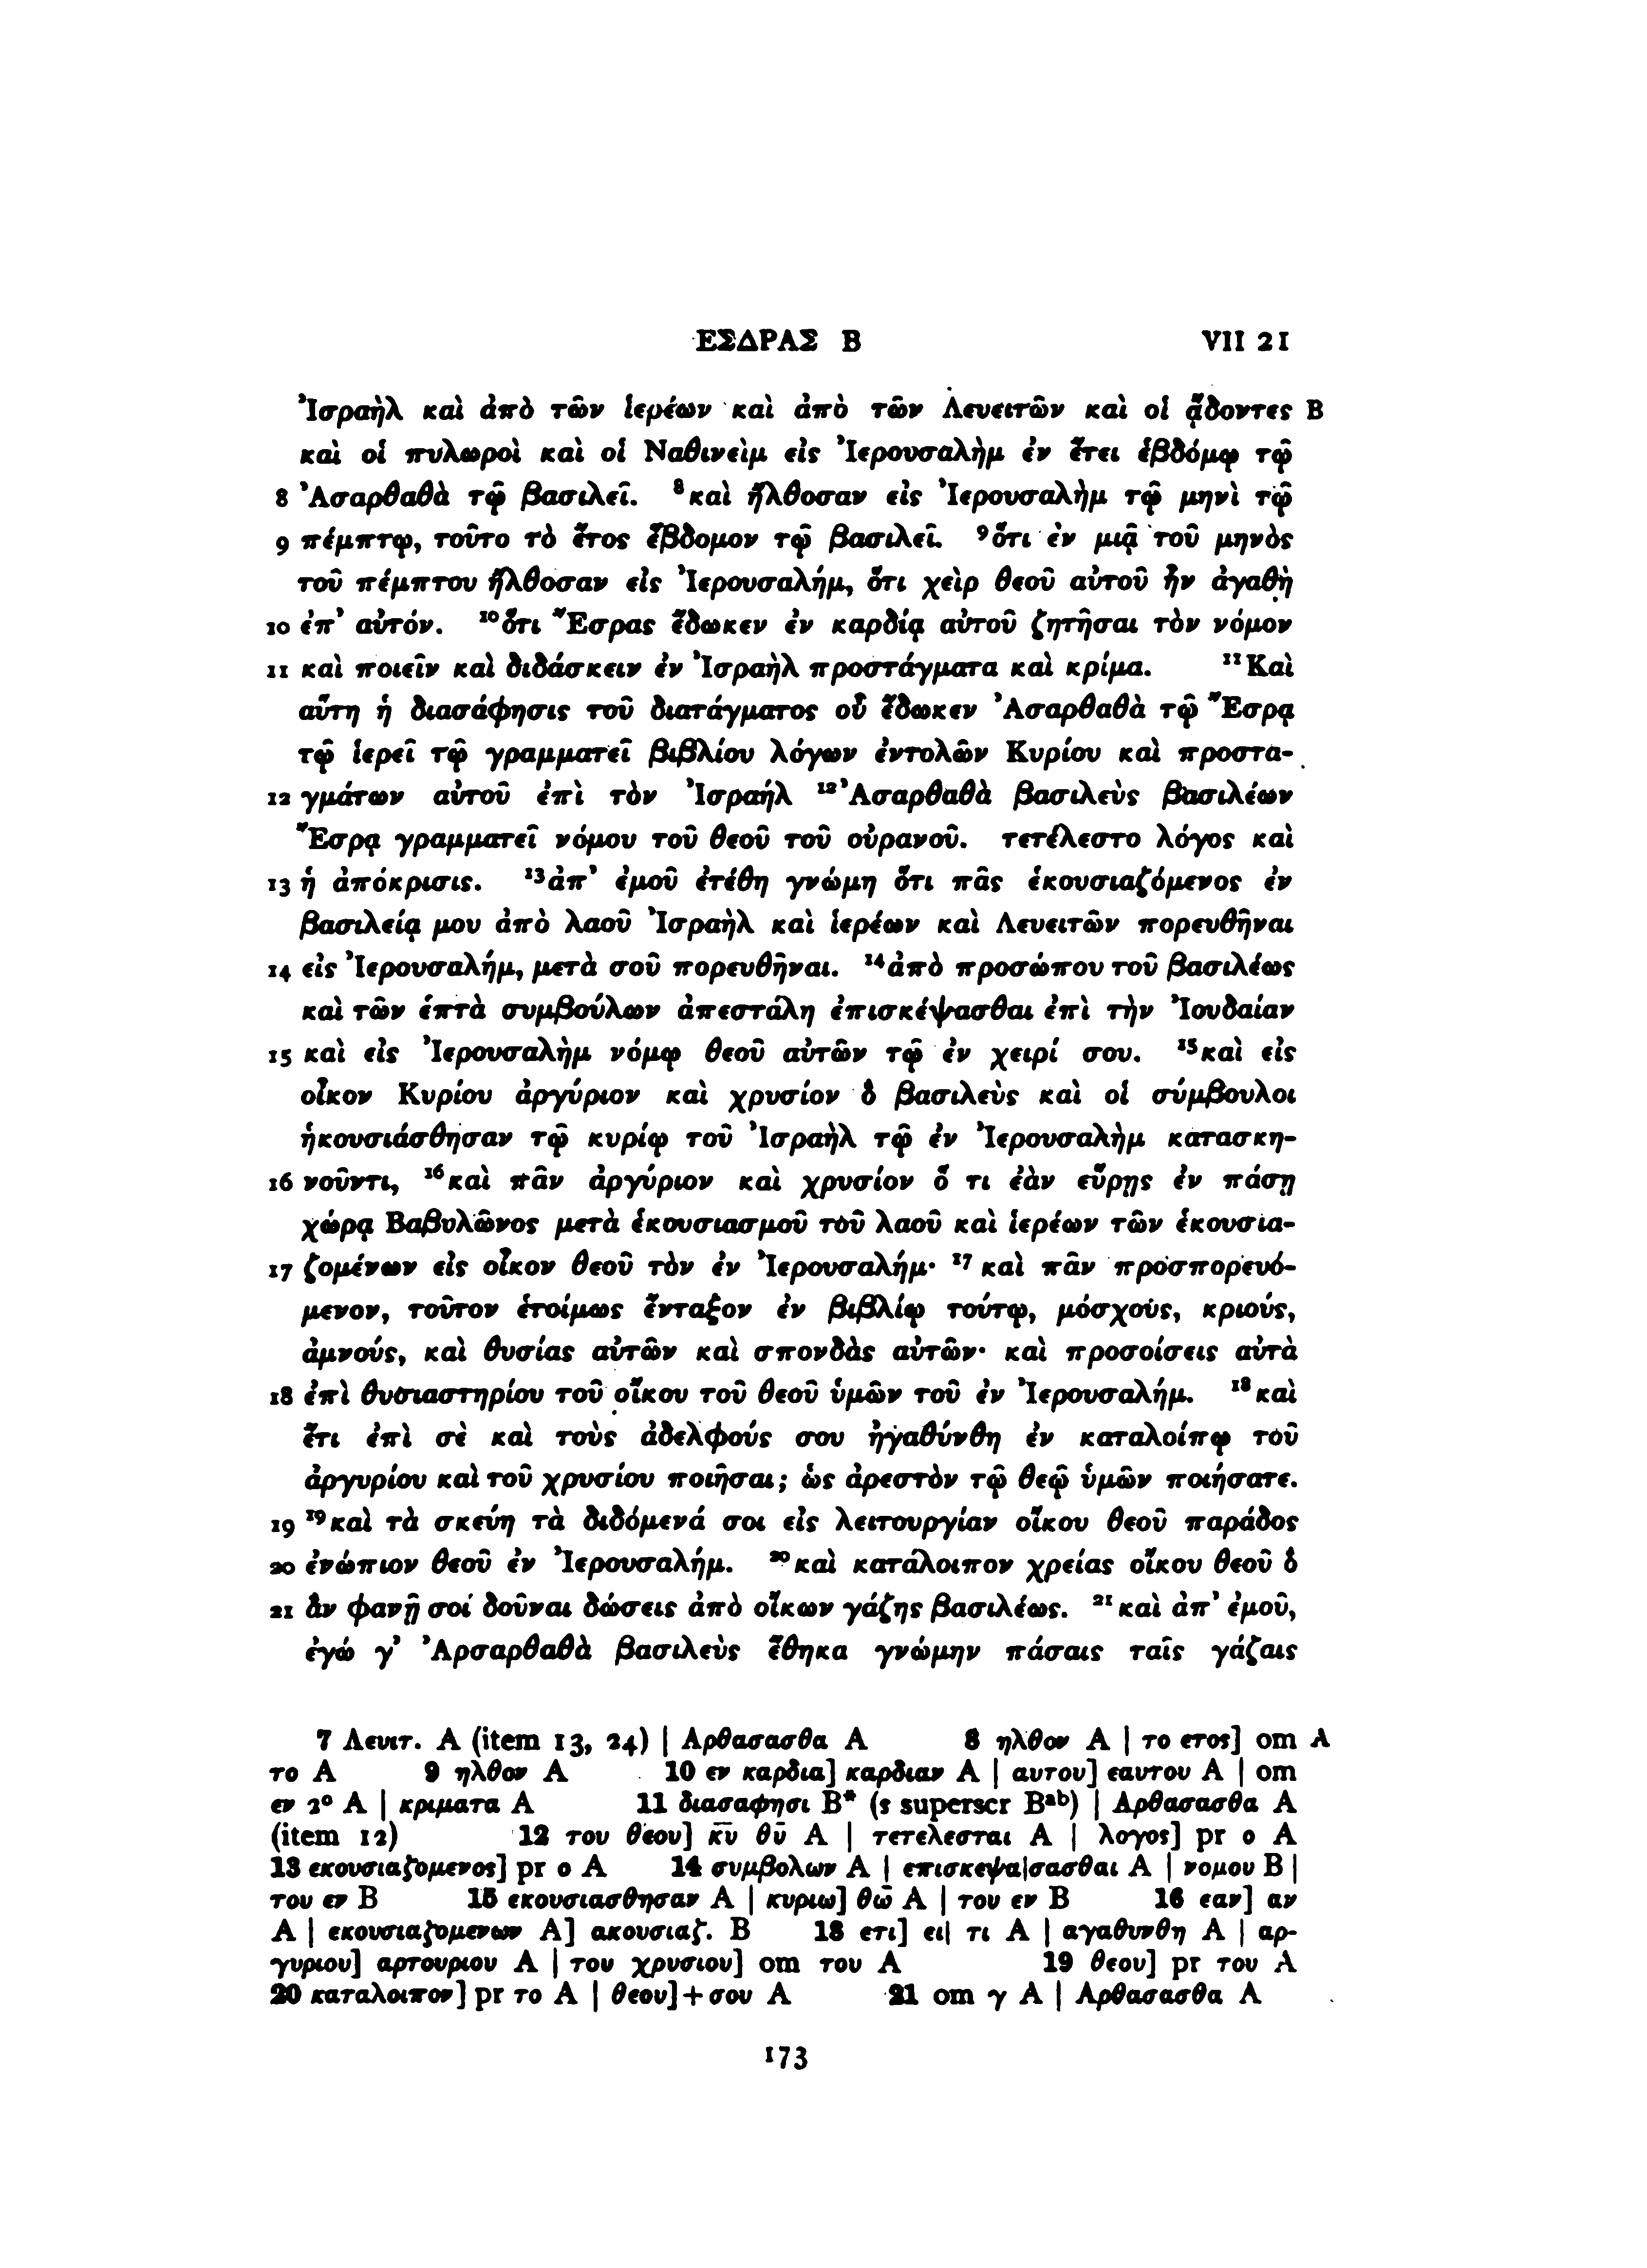 ΕΣΔΡΑΣ Β VII 21
Ἰσραὴλ καὶ ἀπὸ τῶν ἱερέων καὶ ἀπὸ τῶν Λευειτῶν καὶ οἱ ᾄδοντες B
καὶ οἱ πυλωροὶ καὶ οἱ Ναθινεὶμ εἰς Ἰερουσαλὴμ ἐν ἔτει ἑβδόμῳ τῷ
8 Ἀσαρθαθὰ τῷ βασιλεῖ. ⁸καὶ ἤλθοσαν εἰς Ἰερουσαλὴμ τῷ μηνὶ τῷ
9 πέμπτῳ, τοῦτο τὸ ἔτος ἕβδομον τῷ βασιλεῖ. ⁹ὅτι ἐν μιᾷ τοῦ μηνὸς
τοῦ πέμπτου ἤλθοσαν εἰς Ἰερουσαλήμ, ὅτι χεὶρ θεοῦ αὐτοῦ ἦν ἀγαθὴ
10 ἐπ’ αὐτόν. ¹⁰ὅτι Ἔσρας ἔδωκεν ἐν καρδίᾳ αὐτοῦ ζητῆσαι τὸν νόμον
11 καὶ ποιεῖν καὶ διδάσκειν ἐν Ἰσραὴλ προστάγματα καὶ κρίμα. ¹¹Καὶ
αὕτη ἡ διασάφησις τοῦ διατάγματος οὗ ἔδωκεν Ἀσαρθαθὰ τῷ Ἔσρᾳ
τῷ ἱερεῖ τῷ γραμματεῖ βιβλίου λόγων ἐντολῶν Κυρίου καὶ προστα-
12 γμάτων αὐτοῦ ἐπὶ τὸν Ἰσραήλ ¹²Ἀσαρθαθὰ βασιλεὺς βασιλέων
Ἔσρᾳ γραμματεῖ νόμου τοῦ θεοῦ τοῦ οὐρανοῦ. τετέλεστο λόγος καὶ
13 ἡ ἀπόκρισις. ¹³ἀπ’ ἐμοῦ ἐτέθη γνώμη ὅτι πᾶς ἑκουσιαζόμενος ἐν
βασιλείᾳ μου ἀπὸ λαοῦ Ἰσραὴλ καὶ ἱερέων καὶ Λευειτῶν πορευθῆναι
14 εἰς Ἰερουσαλήμ, μετὰ σοῦ πορευθῆναι. ¹⁴ἀπὸ προσώπου τοῦ βασιλέως
καὶ τῶν ἑπτὰ συμβούλων ἀπεστάλη ἐπισκέψασθαι ἐπὶ τὴν Ἰουδαίαν
15 καὶ εἰς Ἰερουσαλὴμ νόμῳ θεοῦ αὐτῶν τῷ ἐν χειρί σου. ¹⁵καὶ εἰς
οἶκον Κυρίου ἀργύριον καὶ χρυσίον ὃ βασιλεὺς καὶ οἱ σύμβουλοι
ἡκουσιάσθησαν τῷ κυρίῳ τοῦ Ἰσραὴλ τῷ ἐν Ἰερουσαλὴμ κατασκη-
16 νοῦντι, ¹⁶καὶ πᾶν ἀργύριον καὶ χρυσίον ὅ τι ἐὰν εὕρῃς ἐν πάσῃ
χώρᾳ Βαβυλῶνος μετὰ ἑκουσιασμοῦ τοῦ λαοῦ καὶ ἱερέων τῶν ἑκουσια-
17 ζομένων εἰς οἶκον θεοῦ τὸν ἐν Ἰερουσαλήμ· ¹⁷καὶ πᾶν προσπορευό-
μενον, τοῦτον ἑτοίμως ἔνταξον ἐν βιβλίῳ τούτῳ, μόσχους, κριούς,
ἀμνούς, καὶ θυσίας αὐτῶν καὶ σπονδὰς αὐτῶν· καὶ προσοίσεις αὐτὰ
18 ἐπὶ θυσιαστηρίου τοῦ οἴκου τοῦ θεοῦ ὑμῶν τοῦ ἐν Ἰερουσαλήμ. ¹⁸καὶ
ἔτι ἐπὶ σὲ καὶ τοὺς ἀδελφούς σου ἠγαθύνθη ἐν καταλοίπῳ τοῦ
ἀργυρίου καὶ τοῦ χρυσίου ποιῆσαι; ὡς ἀρεστὸν τῷ θεῷ ὑμῶν ποιήσατε.
19 ¹⁹καὶ τὰ σκεύη τὰ διδόμενά σοι εἰς λειτουργίαν οἴκου θεοῦ παράδος
20 ἐνώπιον θεοῦ ἐν Ἰερουσαλήμ. ²⁰καὶ κατάλοιπον χρείας οἴκου θεοῦ ὃ
21 ἂν φανῇ σοί δοῦναι δώσεις ἀπὸ οἴκων γάζης βασιλέως. ²¹καὶ ἀπ’ ἐμοῦ,
ἐγώ γ’ Ἀρσαρθαθὰ βασιλεὺς ἔθηκα γνώμην πάσαις ταῖς γάζαις
7 Λευιτ. A (item 13, 24) | Αρθασασθα A 8 ηλθον A | το ετος] om A
το A 9 ηλθον A 10 εν καρδια] καρδιαν A | αυτου] εαυτου A | om
εν 2° A | κριματα A 11 διασαφησι B* (ς superscr Bᵃᵇ) | Αρθασασθα A
(item 12) 12 του θεου] κ̅υ̅ θ̅υ̅ A | τετελεσται A | λογος] pr ο A
13 εκουσιαζομενος] pr ο A 14 συμβολων A | επισκεψα|σασθαι A | νομου B |
του εν B 15 εκουσιασθησαν A | κυριω] θ̅ω̅ A | του εν B 16 εαν] αν
A | εκουσιαζομενων A] ακουσιαζ. B 18 ετι] ει| τι A | αγαθυνθη A | αρ-
γυριου] αρτουριου A | του χρυσιου] om του A 19 θεου] pr του A
20 καταλοιπον] pr το A | θεου]+σου A 21 om γ A | Αρθασασθα A
173